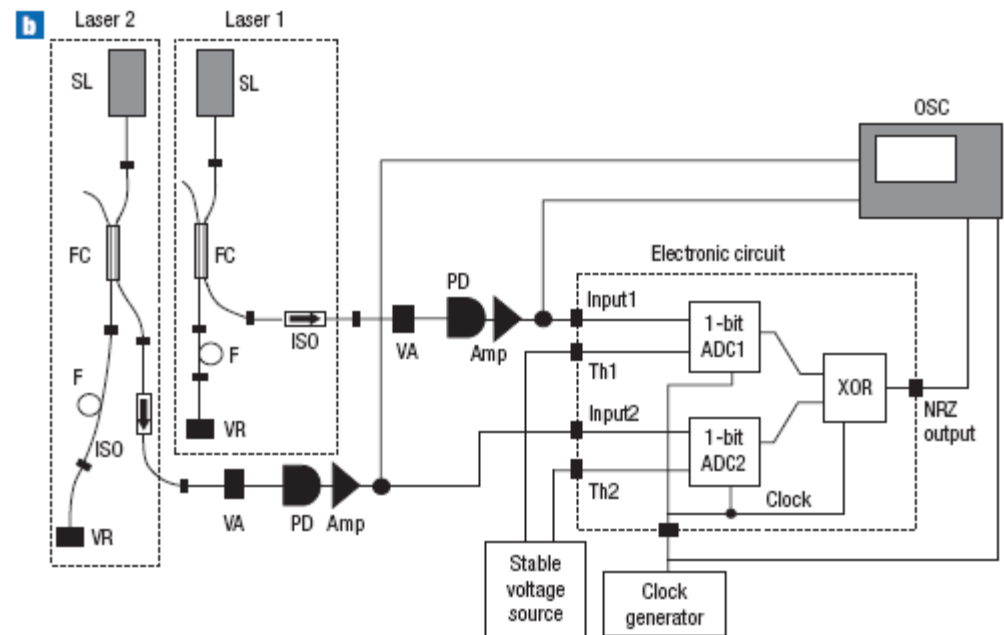 b
Laser 2
Laser 1
SL
SL
OSC
FC
FC
Electronic circuit
PD
Input1
1-bit
ADC1
ISO
VA
Amp
F
Th1
XOR
F
Input2
NRZ
output
VR
1-bit
ADC2
ISO
Th2
Clock
VA
PD
Amp
VR
Stable
voltage
source
Clock
generator